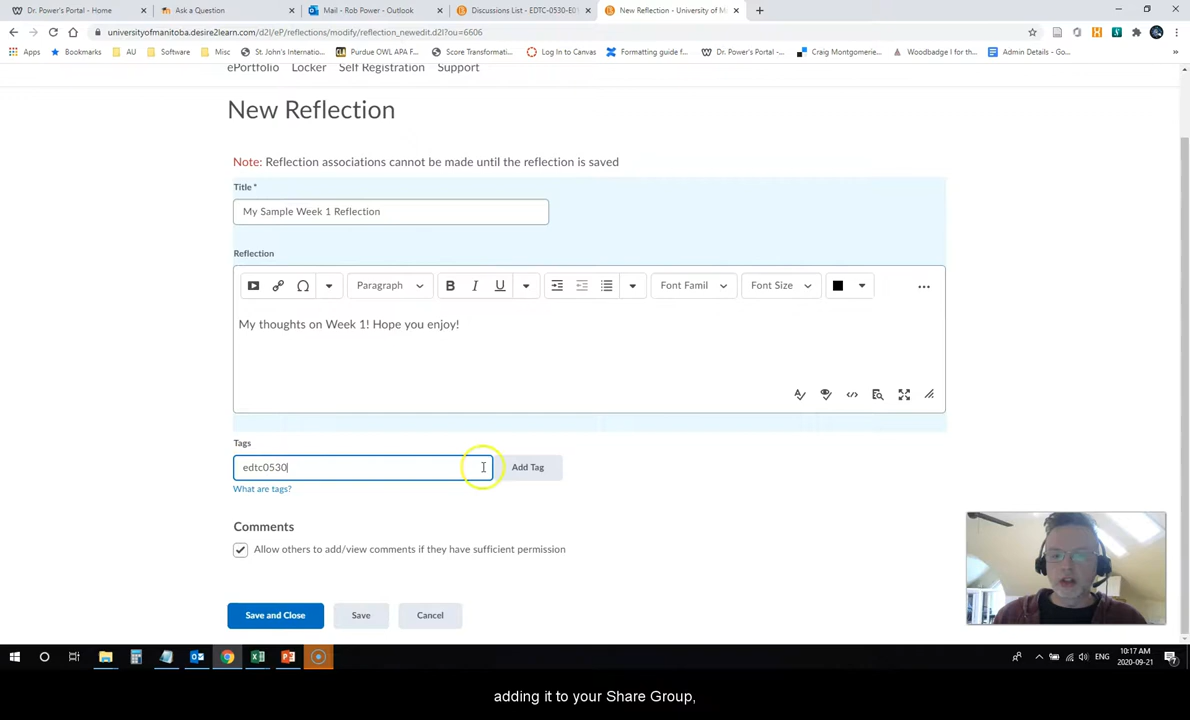 Dr. Power's Portal - Home
Ask a Question
Mail - Rob Power - Outlook
Discussions List - EDTC-0530-E01
New Reflection - University of M
universityofmanitoba.desire2learn.com/d2l/eP/reflections/modify/reflection_newedit.d2l?ou=6606
Apps
Bookmarks
AU
Software
Misc
St. John's Internatio...
Purdue OWL APA F...
Score Transformati...
Log In to Canvas
Formatting guide f...
Dr. Power's Portal -...
Craig Montgomerie...
Woodbadge I for th...
Admin Details - Go...
ePortfolio
Locker
Self Registration
Support
New Reflection
Note: Reflection associations cannot be made until the reflection is saved
Title *
My Sample Week 1 Reflection
Reflection
Paragraph
B
I
U
Font Famil
Font Size
My thoughts on Week 1! Hope you enjoy!
Tags
edtc0530
Add Tag
What are tags?
Comments
Allow others to add/view comments if they have sufficient permission
Save and Close
Save
Cancel
ENG
10:17 AM
2020-09-21
adding it to your Share Group,